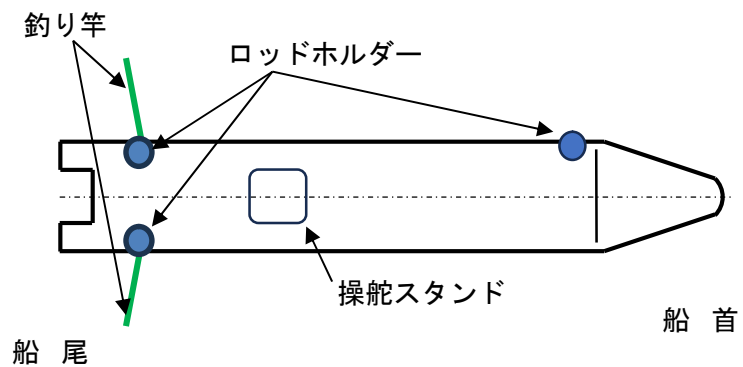 釣り竿
ロッドホルダー
操舵スタンド
船 首
船 尾